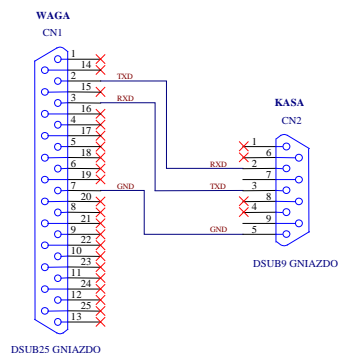 WAGA
CN1
1
14
2
TXD
15
3
RXD
16
4
17
5
18
6
19
7
GND
20
8
21
9
22
10
23
11
24
12
25
13
DSUB25 GNIAZDO
KASA
CN2
1
6
RXD
2
7
TXD
3
8
4
9
GND
5
DSUB9 GNIAZDO